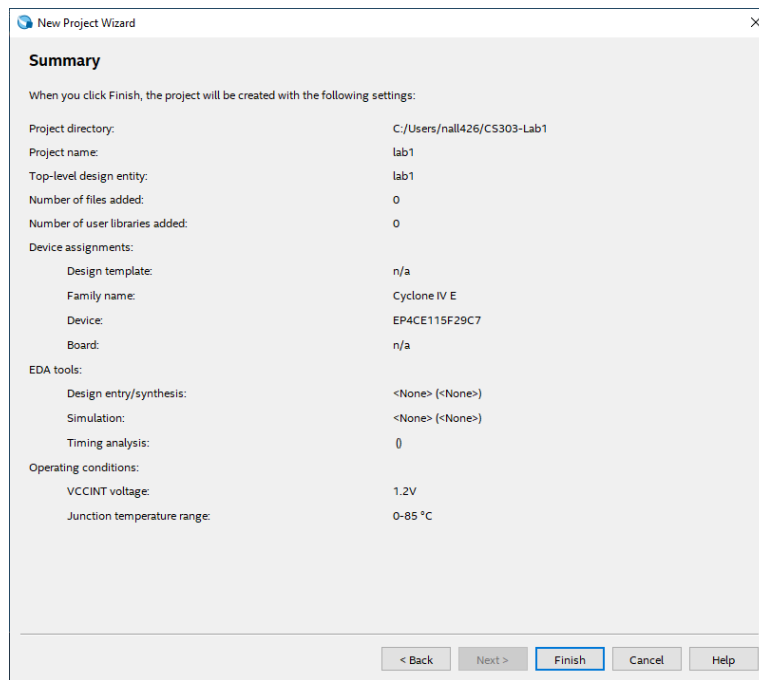 New Project Wizard
Summary
When you click Finish, the project will be created with the following settings:
Project directory: C:/Users/nall426/CS303-Lab1
Project name: lab1
Top-level design entity: lab1
Number of files added: 0
Number of user libraries added: 0
Device assignments:
Design template: n/a
Family name: Cyclone IV E
Device: EP4CE115F29C7
Board: n/a
EDA tools:
Design entry/synthesis: <None> (<None>)
Simulation: <None> (<None>)
Timing analysis: ()
Operating conditions:
VCCINT voltage: 1.2V
Junction temperature range: 0-85 °C
< Back Next > Finish Cancel Help